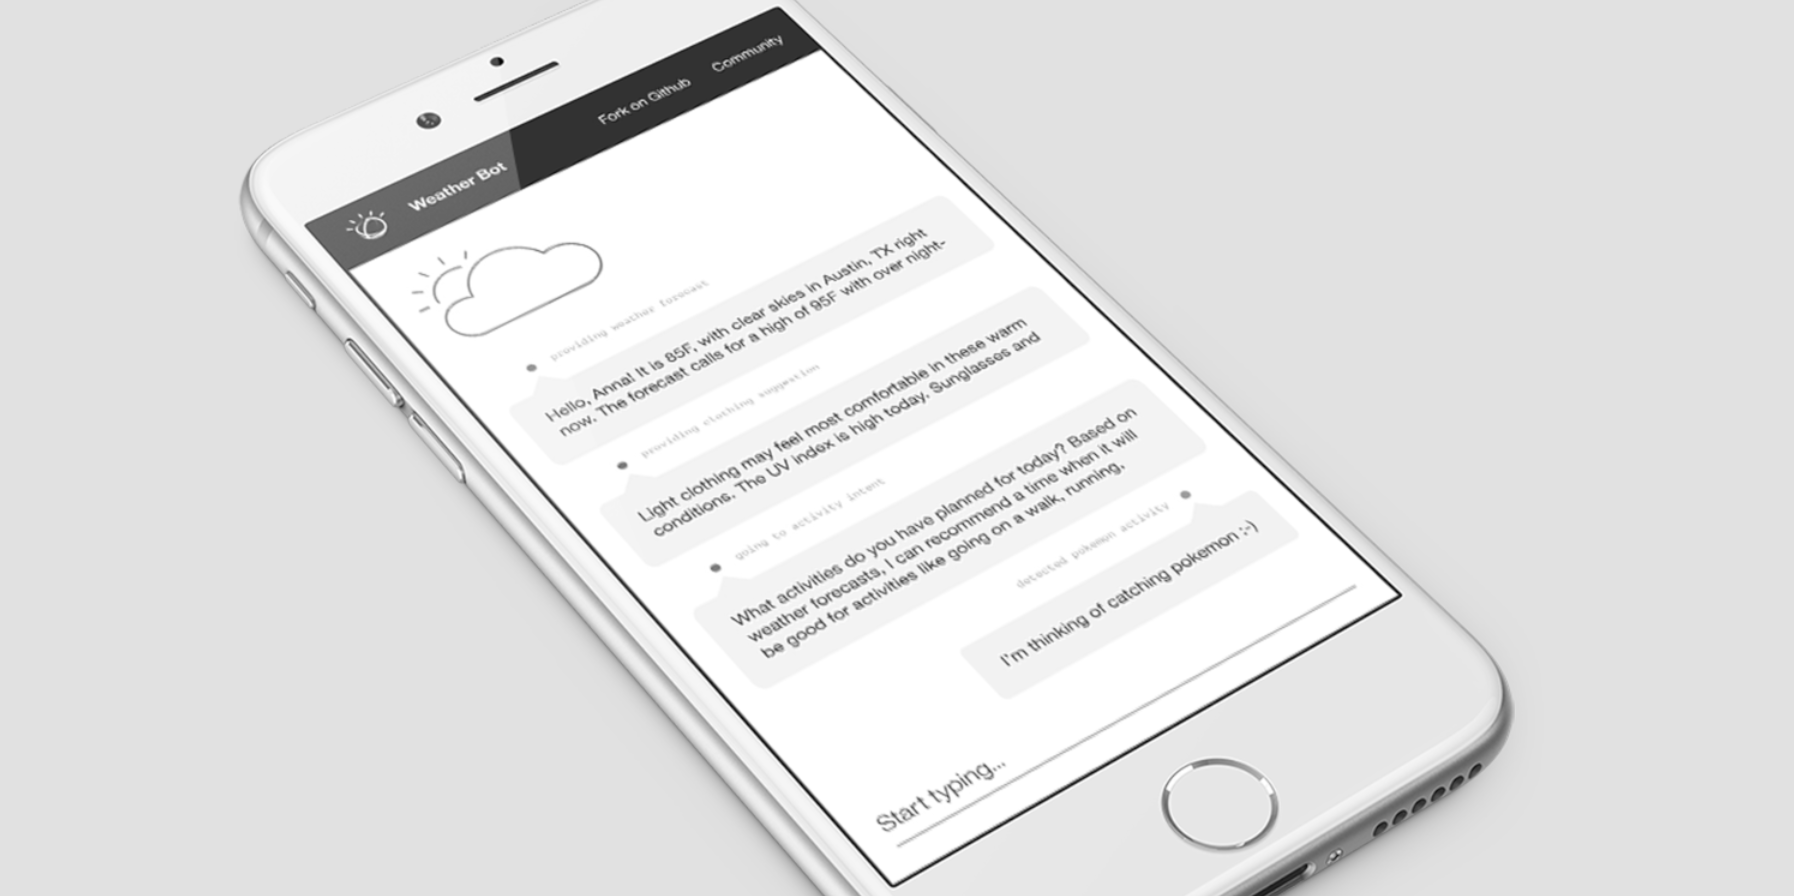 Weather Bot
Fork on Github
Community
providing weather forecast
Hello, Anna! It is 85F, with clear skies in Austin, TX right
now. The forecast calls for a high of 95F with over night-
providing clothing suggestion
Light clothing may feel most comfortable in these warm
conditions. The UV index is high today. Sunglasses and
going to activity intent
What activities do you have planned for today? Based on
weather forecasts, I can recommend a time when it will
be good for activities like going on a walk, running,
detected pokemon activity
I'm thinking of catching pokemon :-)
Start typing...